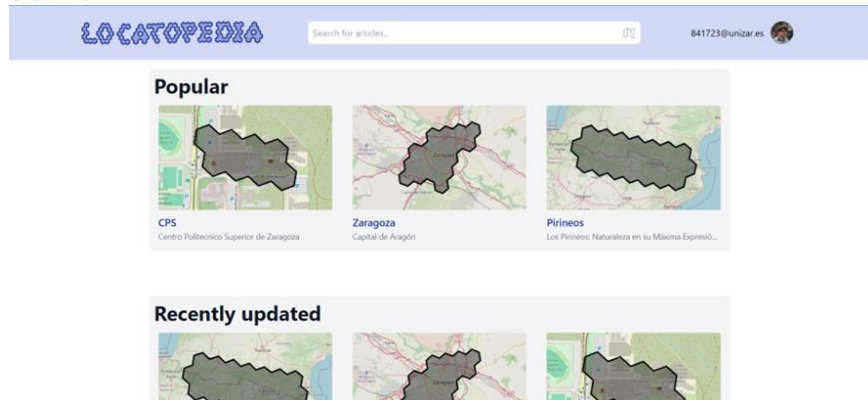 LOCATOPEDIA
Search for articles...
841723@unizar.es
Popular
CPS
Centro Politecnico Superior de Zaragoza
Zaragoza
Capital de Aragón
Pirineos
Los Pirineos: Naturaleza en su Máxima Expresió...
Recently updated